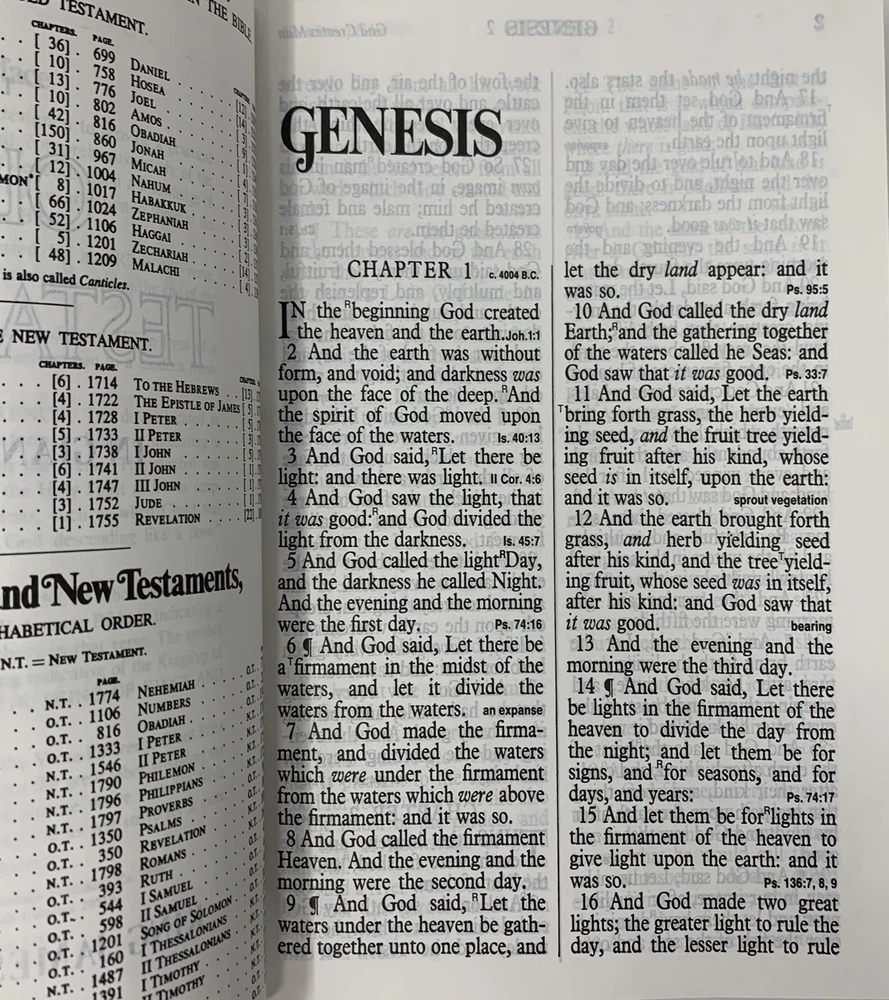 IN THE BIBLE
TESTAMENT.
CHAPTERS. PAGE.
[ 36] . 699 DANIEL
[ 10] . 758 HOSEA
[ 13] . 776 JOEL
[ 10] . 802 AMOS
[ 42] . 816 OBADIAH
[150] . 860 JONAH
[ 31] . 967 MICAH
[ 12] . 1004 NAHUM
MON* [ 8] . 1017 HABAKKUK
[ 66] . 1024 ZEPHANIAH
[ 52] . 1106 HAGGAI
[ 5] . 1201 ZECHARIAH
[ 48] . 1209 MALACHI
is also called Canticles.
NEW TESTAMENT.
CHAPTERS. PAGE.
[6] . 1714 TO THE HEBREWS . . [13]
[4] . 1722 THE EPISTLE OF JAMES [ 5]
[4] . 1728 I PETER . . . . . [ 5]
[5] . 1733 II PETER . . . . [ 3]
[3] . 1738 I JOHN . . . . . [ 5]
[6] . 1741 II JOHN . . . . . [ 1]
[4] . 1747 III JOHN . . . . [ 1]
[3] . 1752 JUDE . . . . . . [ 1]
[1] . 1755 REVELATION . . . [22]
nd New Testaments,
HABETICAL ORDER.
N.T. = NEW TESTAMENT.
PAGE.
N.T. . 1774 NEHEMIAH . . . O.T.
O.T. . 1106 NUMBERS . . . O.T.
O.T. . 816 OBADIAH
O.T. . 1333 I PETER
N.T. . 1546 II PETER
N.T. . 1790 PHILEMON
N.T. . 1796 PHILIPPIANS
N.T. . 1797 PROVERBS
O.T. . 1350 PSALMS
O.T. . 350 REVELATION
N.T. . 1798 ROMANS
O.T. . 393 RUTH
O.T. . 544 I SAMUEL
O.T. . 598 II SAMUEL
O.T. . 1201 SONG OF SOLOMON
O.T. . 160 I THESSALONIANS
N.T. . 1487 II THESSALONIANS
1391 I TIMOTHY
II TIMOTHY
GENESIS
CHAPTER 1 c. 4004 B.C.
IN the ᴿbeginning God created
the heaven and the earth. Joh.1:1
2 And the earth was without
form, and void; and darkness was
upon the face of the deep. ᴿAnd
the spirit of God moved upon
the face of the waters. Is. 40:13
3 And God said, ᴿLet there be
light: and there was light. II Cor. 4:6
4 And God saw the light, that
it was good: ᴿand God divided the
light from the darkness. Is. 45:7
5 And God called the light ᴿDay,
and the darkness he called Night.
And the evening and the morning
were the first day. Ps. 74:16
6 ¶ And God said, Let there be
a ᵀfirmament in the midst of the
waters, and let it divide the
waters from the waters. an expanse
7 And God made the firma-
ment, and divided the waters
which were under the firmament
from the waters which were above
the firmament: and it was so.
8 And God called the firmament
Heaven. And the evening and the
morning were the second day.
9 ¶ And God said, ᴿLet the
waters under the heaven be gath-
ered together unto one place, and
let the dry land appear: and it
was so. Ps. 95:5
10 And God called the dry land
Earth; ᴿand the gathering together
of the waters called he Seas: and
God saw that it was good. Ps. 33:7
11 And God said, Let the earth
ᵀbring forth grass, the herb yield-
ing seed, and the fruit tree yield-
ing fruit after his kind, whose
seed is in itself, upon the earth:
and it was so. sprout vegetation
12 And the earth brought forth
grass, and herb yielding seed
after his kind, and the tree ᵀyield-
ing fruit, whose seed was in itself,
after his kind: and God saw that
it was good. bearing
13 And the evening and the
morning were the third day.
14 ¶ And God said, Let there
be lights in the firmament of the
heaven to divide the day from
the night; and let them be for
signs, and ᴿfor seasons, and for
days, and years: Ps. 74:17
15 And let them be for ᴿlights in
the firmament of the heaven to
give light upon the earth: and it
was so. Ps. 136:7, 8, 9
16 And God made two great
lights; the greater light to rule the
day, and the lesser light to rule